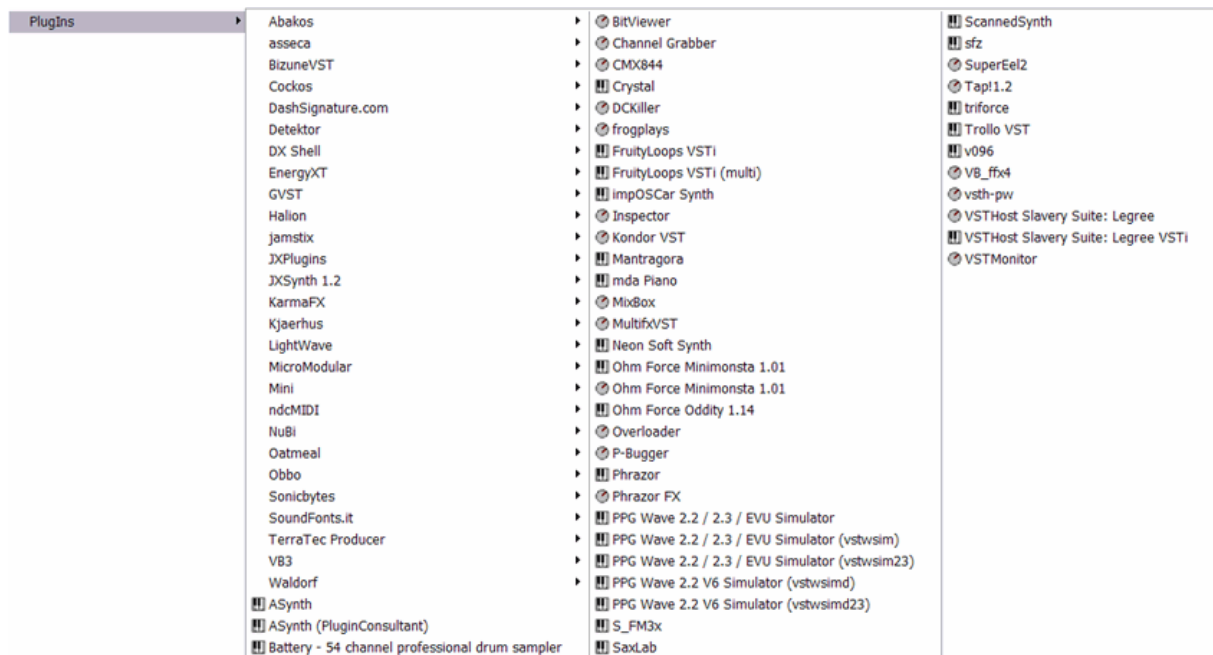 PlugIns
Abakos
asseca
BizuneVST
Cockos
DashSignature.com
Detektor
DX Shell
EnergyXT
GVST
Halion
jamstix
JXPlugins
JXSynth 1.2
KarmaFX
Kjaerhus
LightWave
MicroModular
Mini
ndcMIDI
NuBi
Oatmeal
Obbo
Sonicbytes
SoundFonts.it
TerraTec Producer
VB3
Waldorf
ASynth
ASynth (PluginConsultant)
Battery - 54 channel professional drum sampler
BitViewer
Channel Grabber
CMX844
Crystal
DCKiller
frogplays
FruityLoops VSTi
FruityLoops VSTi (multi)
impOSCar Synth
Inspector
Kondor VST
Mantragora
mda Piano
MixBox
MultifxVST
Neon Soft Synth
Ohm Force Minimonsta 1.01
Ohm Force Minimonsta 1.01
Ohm Force Oddity 1.14
Overloader
P-Bugger
Phrazor
Phrazor FX
PPG Wave 2.2 / 2.3 / EVU Simulator
PPG Wave 2.2 / 2.3 / EVU Simulator (vstwsim)
PPG Wave 2.2 / 2.3 / EVU Simulator (vstwsim23)
PPG Wave 2.2 V6 Simulator (vstwsimd)
PPG Wave 2.2 V6 Simulator (vstwsimd23)
S_FM3x
SaxLab
ScannedSynth
sfz
SuperEel2
Tap!1.2
triforce
Trollo VST
v096
VB_ffx4
vsth-pw
VSTHost Slavery Suite: Legree
VSTHost Slavery Suite: Legree VSTi
VSTMonitor